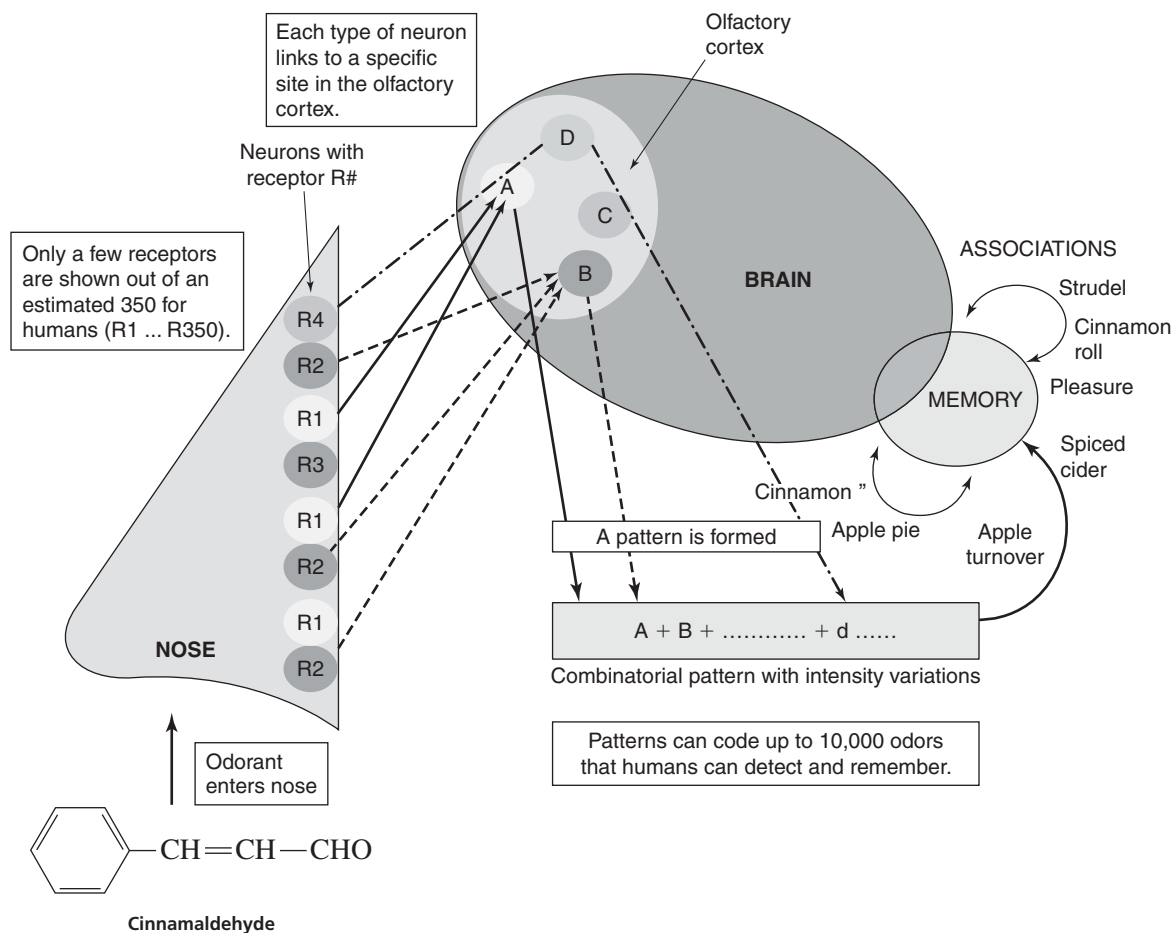 Each type of neuron
links to a specific
site in the olfactory
cortex.
Olfactory
cortex
Neurons with
receptor R#
Only a few receptors
are shown out of an
estimated 350 for
humans (R1 ... R350).
D
A
C
B
BRAIN
R4
R2
R1
R3
R1
R2
R1
R2
NOSE
ASSOCIATIONS
Strudel
Cinnamon
roll
Pleasure
MEMORY
Spiced
cider
Cinnamon ”
Apple pie
Apple
turnover
A pattern is formed
A + B + ............ + d ......
Combinatorial pattern with intensity variations
Patterns can code up to 10,000 odors
that humans can detect and remember.
Odorant
enters nose
CH=CH—CHO
Cinnamaldehyde